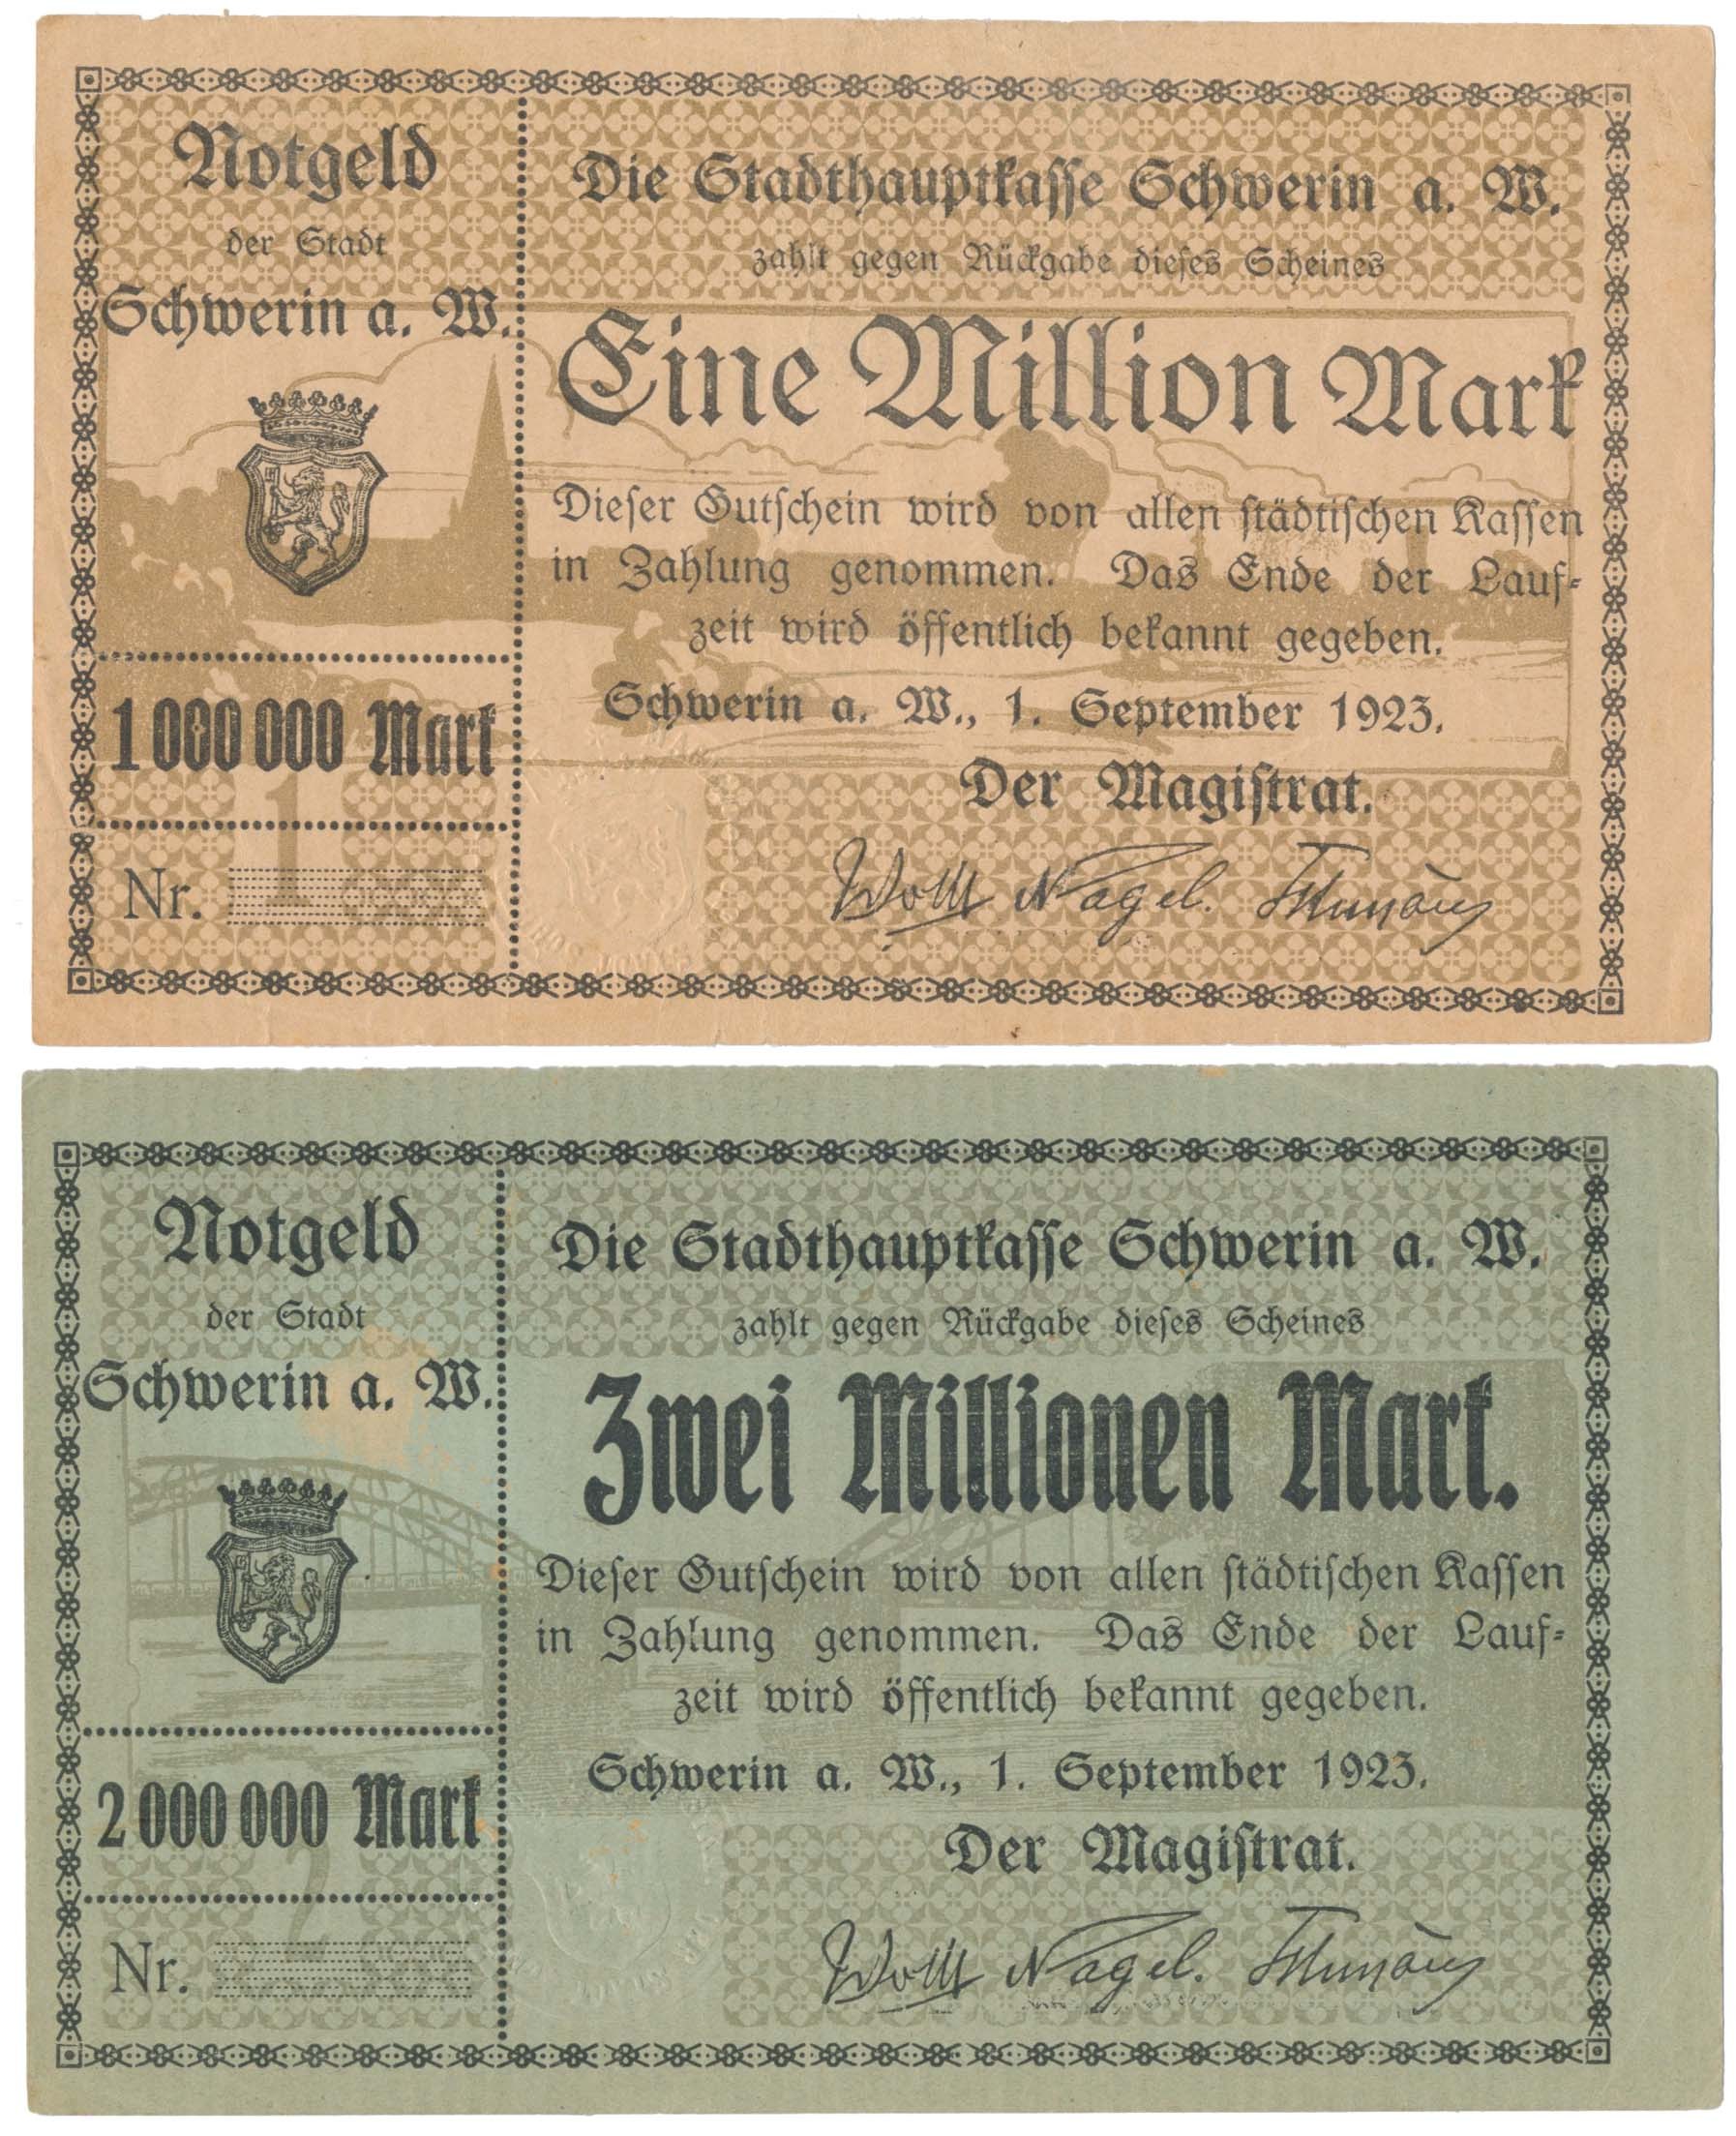 Notgeld
der Stadt
Schwerin a. W.
1 000 000 Mark
Nr.
Die Stadthauptkasse Schwerin a. W.
zahlt gegen Rückgabe dieses Scheines
Eine Million Mark
Dieser Gutschein wird von allen städtischen Kassen
in Zahlung genommen. Das Ende der Lauf-
zeit wird öffentlich bekannt gegeben.
Schwerin a. W., 1. September 1923.
Der Magistrat.
Nagel.
Notgeld
der Stadt
Schwerin a. W.
2 000 000 Mark
Nr.
Die Stadthauptkasse Schwerin a. W.
zahlt gegen Rückgabe dieses Scheines
Zwei Millionen Mark.
Dieser Gutschein wird von allen städtischen Kassen
in Zahlung genommen. Das Ende der Lauf-
zeit wird öffentlich bekannt gegeben.
Schwerin a. W., 1. September 1923.
Der Magistrat.
Nagel.